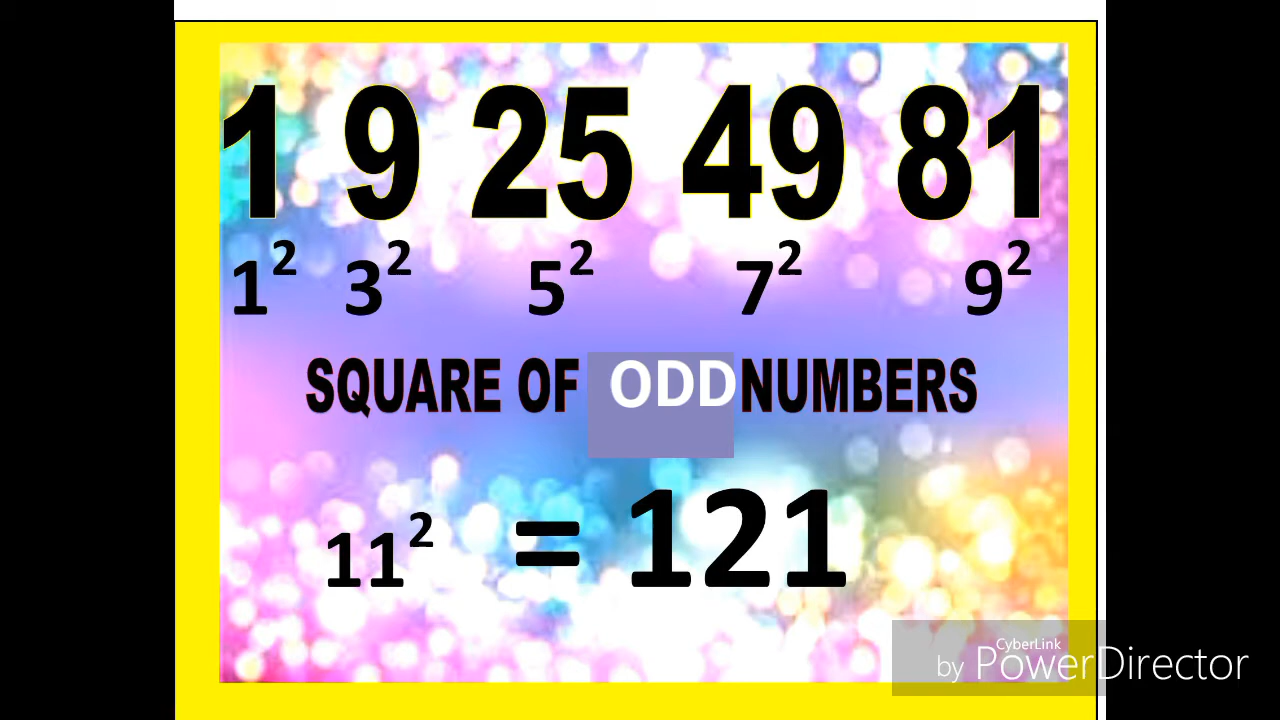 1 9 25 49 81
1² 3² 5² 7² 9²
SQUARE OF ODD NUMBERS
11² = 121
CyberLink
by PowerDirector